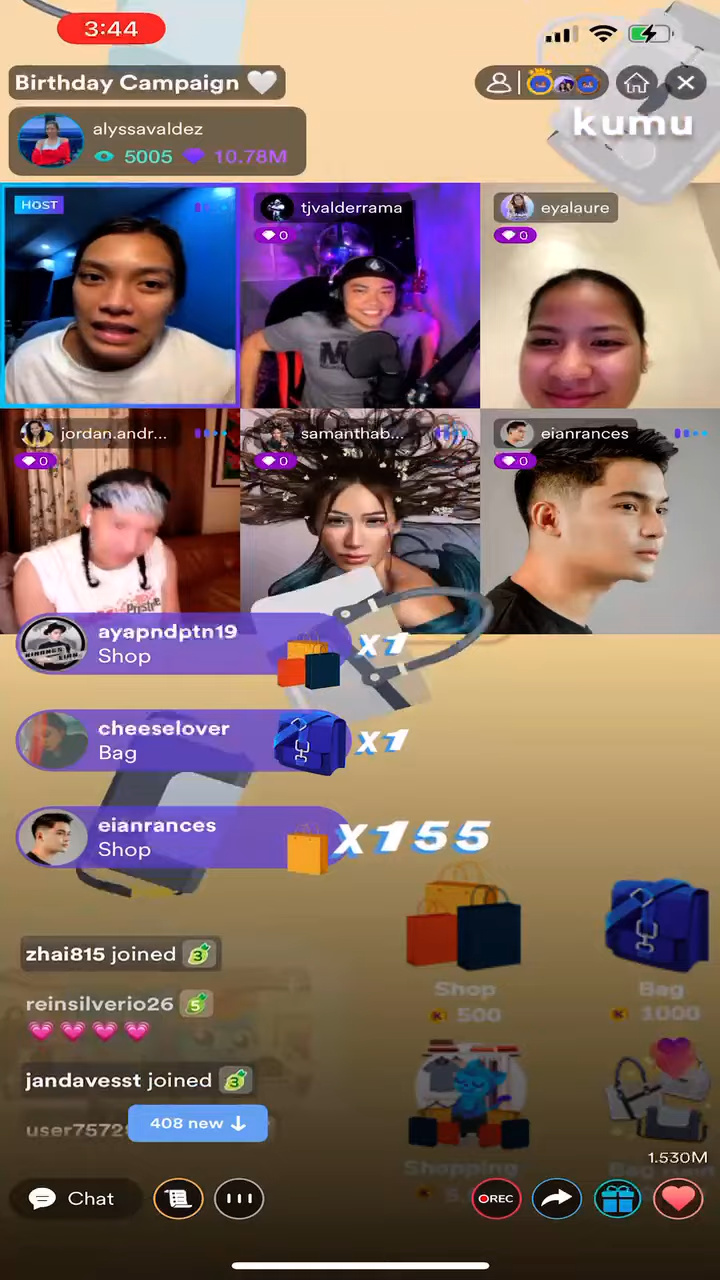 3:44
Birthday Campaign
kumu
alyssavaldez
5005 10.78M
HOST
tjvalderrama
0
eyalaure
0
jordan.andr...
0
samanthab...
0
eianrances
0
ayapndptn19
Shop
X1
cheeselover
Bag
X1
eianrances
Shop
X155
zhai815 joined 3
reinsilverio26 5
jandavesst joined 3
408 new
Shop
500
Bag
1000
Shopping
1.530M
Chat
REC